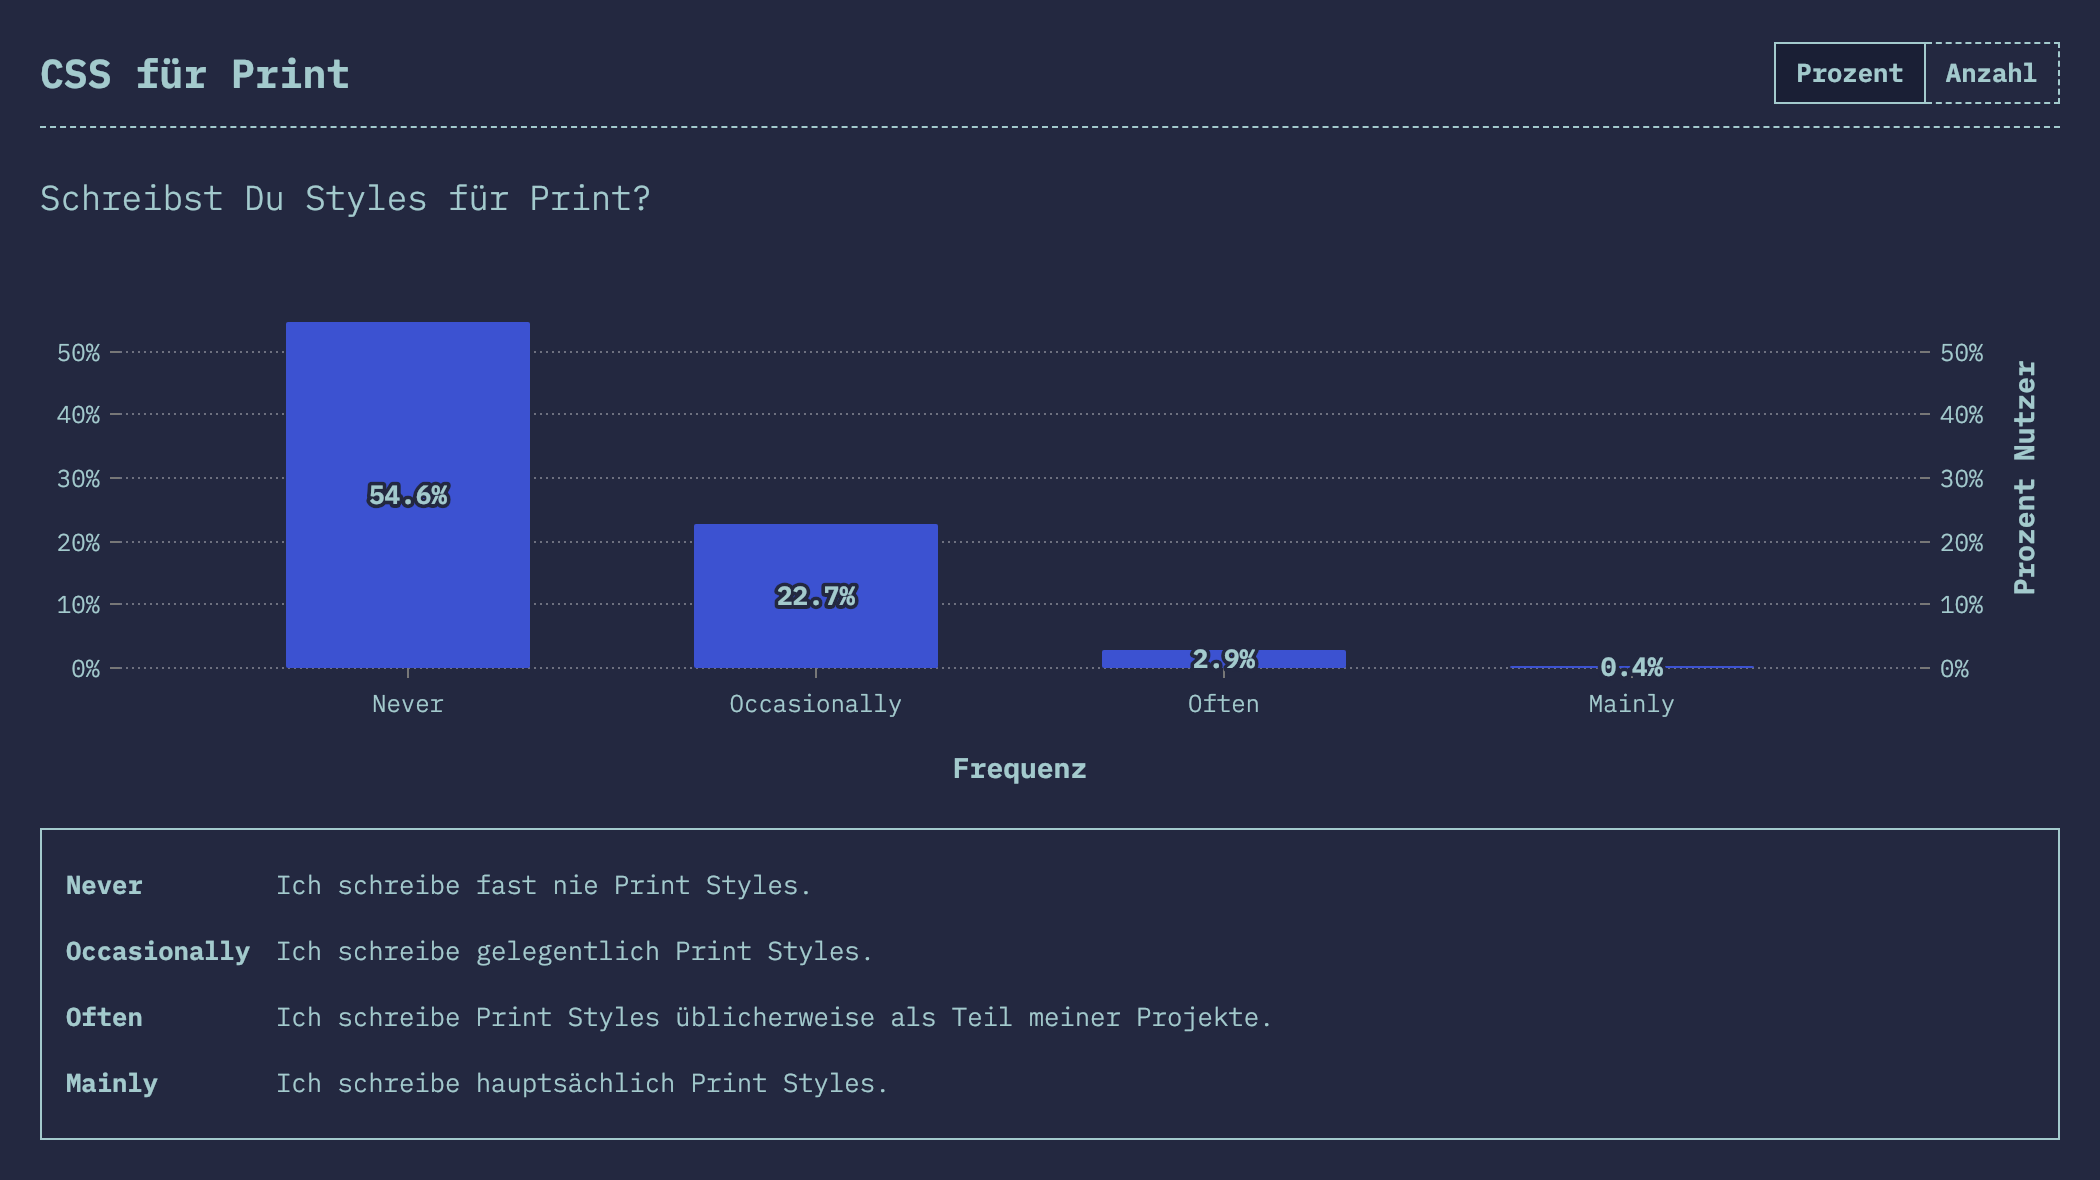 CSS für Print
Prozent Anzahl
Schreibst Du Styles für Print?
50% 50%
40% 40%
30% 30%
20% 20%
10% 10%
0% 0%
54.6%
22.7%
2.9%
0.4%
Prozent Nutzer
Never Occasionally Often Mainly
Frequenz
Never Ich schreibe fast nie Print Styles.
Occasionally Ich schreibe gelegentlich Print Styles.
Often Ich schreibe Print Styles üblicherweise als Teil meiner Projekte.
Mainly Ich schreibe hauptsächlich Print Styles.